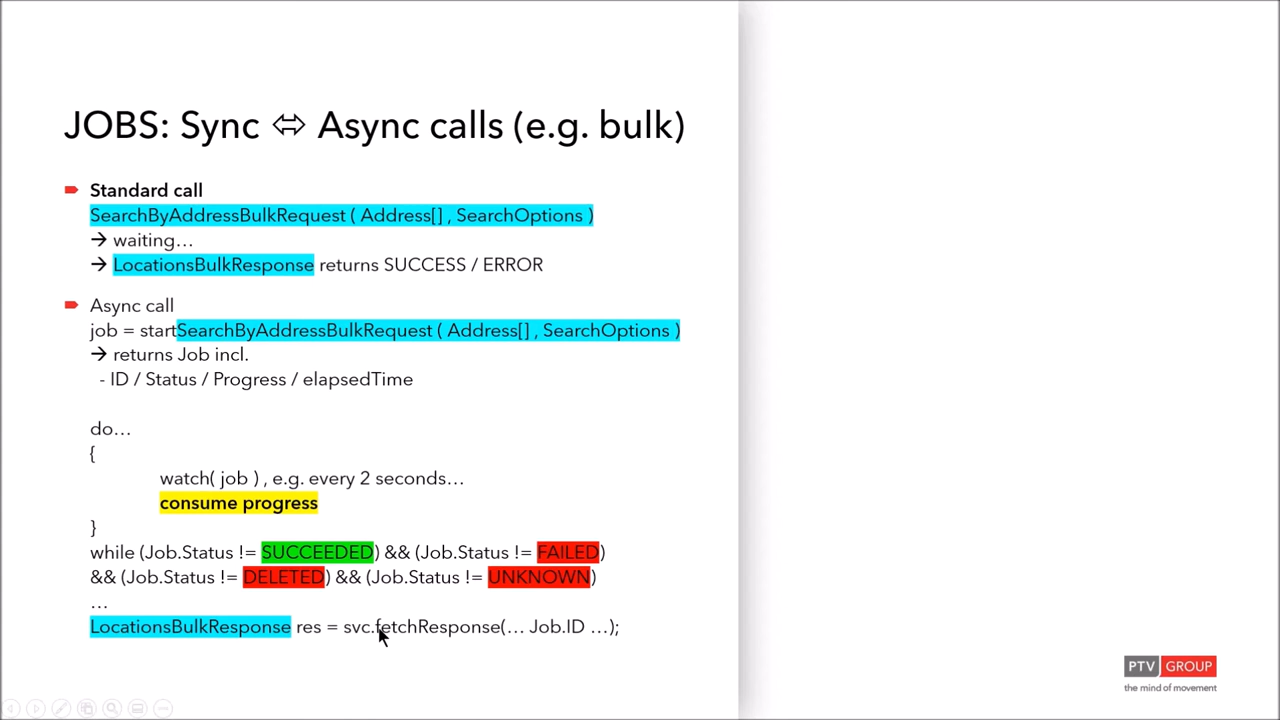 JOBS: Sync ⬄ Async calls (e.g. bulk)
Standard call
SearchByAddressBulkRequest ( Address[] , SearchOptions )
→ waiting…
→ LocationsBulkResponse returns SUCCESS / ERROR
Async call
job = startSearchByAddressBulkRequest ( Address[] , SearchOptions )
→ returns Job incl.
- ID / Status / Progress / elapsedTime
do…
{
watch( job ) , e.g. every 2 seconds…
consume progress
}
while (Job.Status != SUCCEEDED) && (Job.Status != FAILED)
&& (Job.Status != DELETED) && (Job.Status != UNKNOWN)
…
LocationsBulkResponse res = svc.fetchResponse(… Job.ID …);
PTV GROUP
the mind of movement